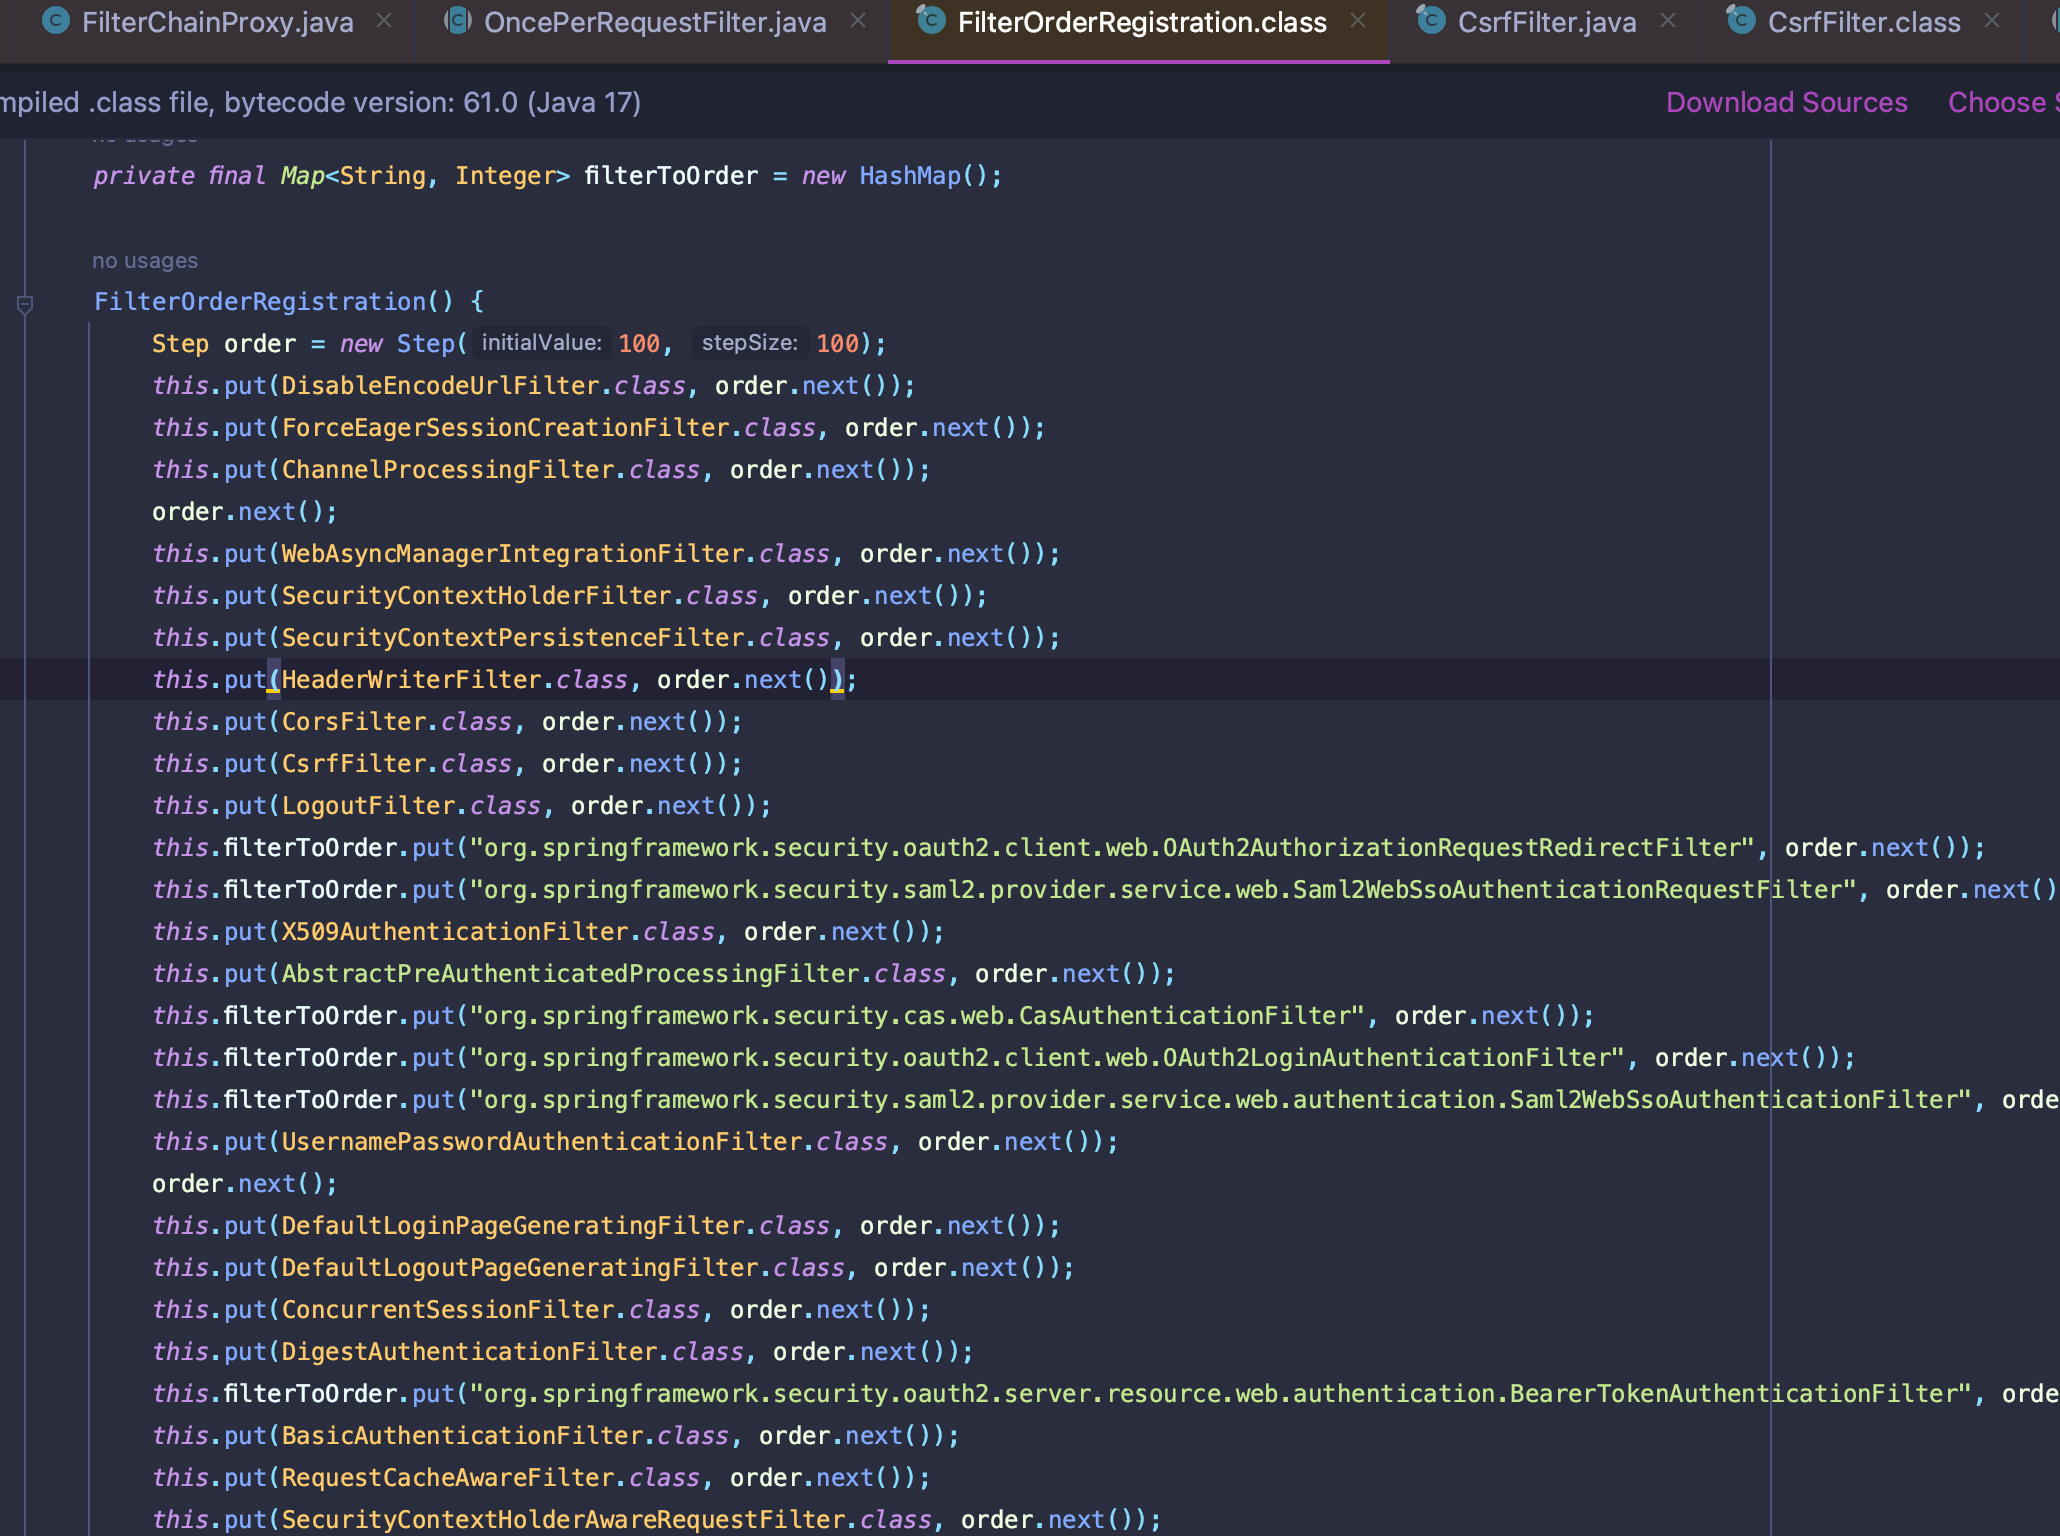 FilterChainProxy.java × OncePerRequestFilter.java × FilterOrderRegistration.class × CsrfFilter.java × CsrfFilter.class ×
mpiled .class file, bytecode version: 61.0 (Java 17) Download Sources Choose S
no usages
private final Map<String, Integer> filterToOrder = new HashMap();
no usages
FilterOrderRegistration() {
Step order = new Step( initialValue: 100, stepSize: 100);
this.put(DisableEncodeUrlFilter.class, order.next());
this.put(ForceEagerSessionCreationFilter.class, order.next());
this.put(ChannelProcessingFilter.class, order.next());
order.next();
this.put(WebAsyncManagerIntegrationFilter.class, order.next());
this.put(SecurityContextHolderFilter.class, order.next());
this.put(SecurityContextPersistenceFilter.class, order.next());
this.put(HeaderWriterFilter.class, order.next());
this.put(CorsFilter.class, order.next());
this.put(CsrfFilter.class, order.next());
this.put(LogoutFilter.class, order.next());
this.filterToOrder.put("org.springframework.security.oauth2.client.web.OAuth2AuthorizationRequestRedirectFilter", order.next());
this.filterToOrder.put("org.springframework.security.saml2.provider.service.web.Saml2WebSsoAuthenticationRequestFilter", order.next()
this.put(X509AuthenticationFilter.class, order.next());
this.put(AbstractPreAuthenticatedProcessingFilter.class, order.next());
this.filterToOrder.put("org.springframework.security.cas.web.CasAuthenticationFilter", order.next());
this.filterToOrder.put("org.springframework.security.oauth2.client.web.OAuth2LoginAuthenticationFilter", order.next());
this.filterToOrder.put("org.springframework.security.saml2.provider.service.web.authentication.Saml2WebSsoAuthenticationFilter", orde
this.put(UsernamePasswordAuthenticationFilter.class, order.next());
order.next();
this.put(DefaultLoginPageGeneratingFilter.class, order.next());
this.put(DefaultLogoutPageGeneratingFilter.class, order.next());
this.put(ConcurrentSessionFilter.class, order.next());
this.put(DigestAuthenticationFilter.class, order.next());
this.filterToOrder.put("org.springframework.security.oauth2.server.resource.web.authentication.BearerTokenAuthenticationFilter", orde
this.put(BasicAuthenticationFilter.class, order.next());
this.put(RequestCacheAwareFilter.class, order.next());
this.put(SecurityContextHolderAwareRequestFilter.class, order.next());